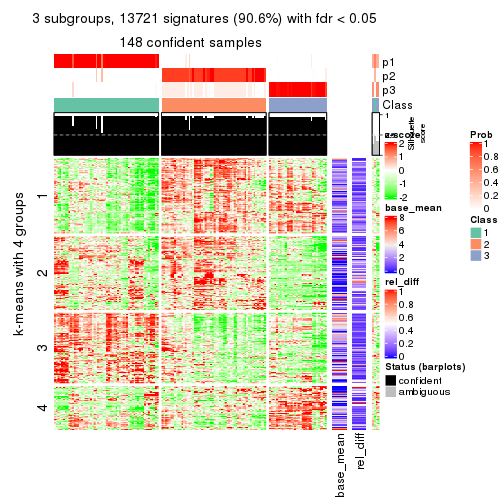 3 subgroups, 13721 signatures (90.6%) with fdr < 0.05
148 confident samples
p1
p2
p3
Class
1
Silhouette
score
k-means with 4 groups
1
2
3
4
base_mean
rel_diff
z-score
2
1
0
-1
-2
base_mean
8
6
4
2
0
rel_diff
1
0.8
0.6
0.4
0.2
0
Status (barplots)
confident
ambiguous
Prob
1
0.8
0.6
0.4
0.2
0
Class
1
2
3